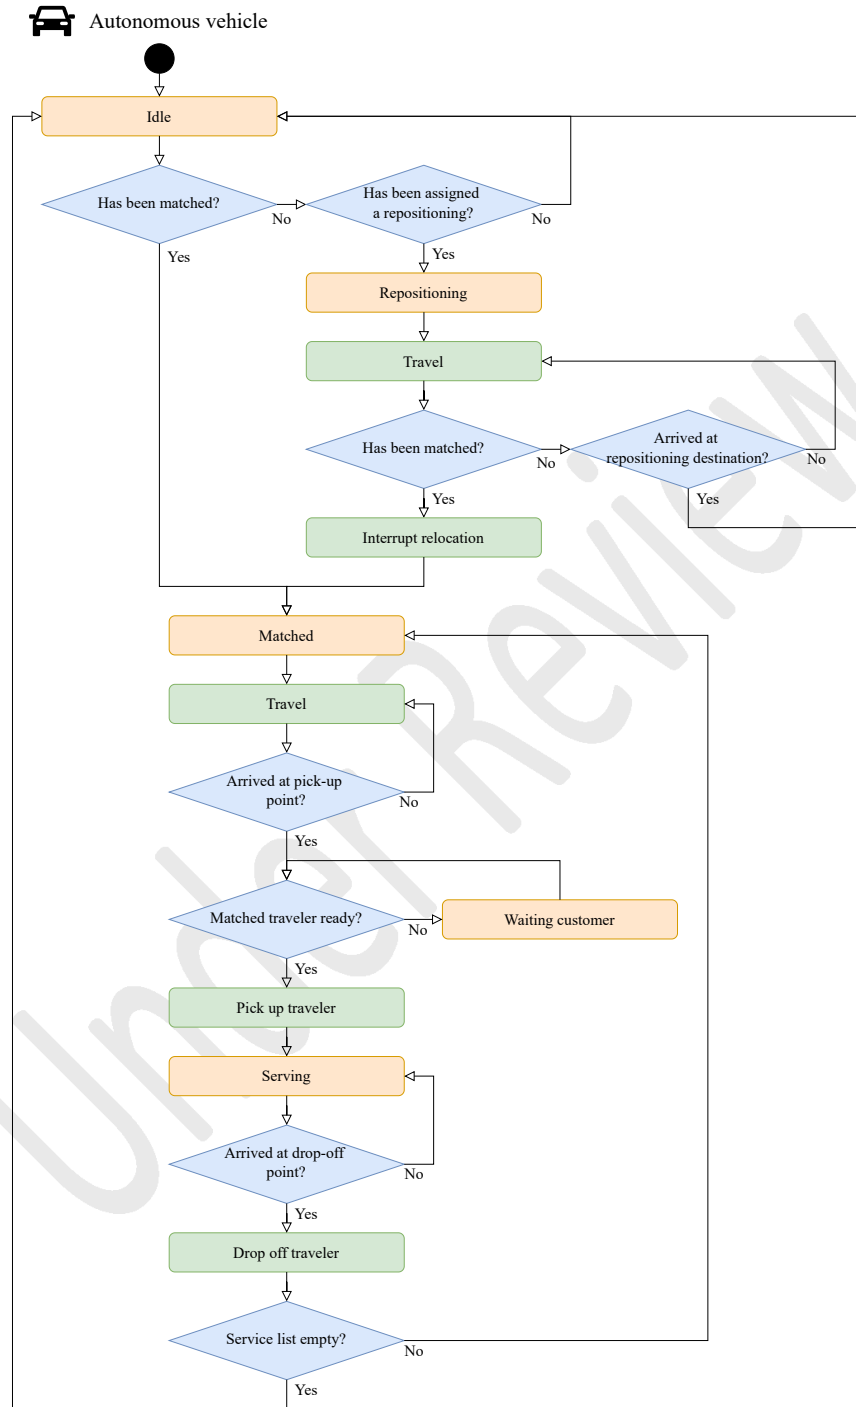 Autonomous vehicle
Idle
Has been matched?
No
Has been assigned
a repositioning?
No
Yes
Yes
Repositioning
Travel
Has been matched?
No
Arrived at
repositioning destination?
No
Yes
Yes
Interrupt relocation
Matched
Travel
Arrived at pick-up
point?
No
Yes
Matched traveler ready?
No
Waiting customer
Yes
Pick up traveler
Serving
Arrived at drop-off
point?
No
Yes
Drop off traveler
Service list empty?
No
Yes
Under Review